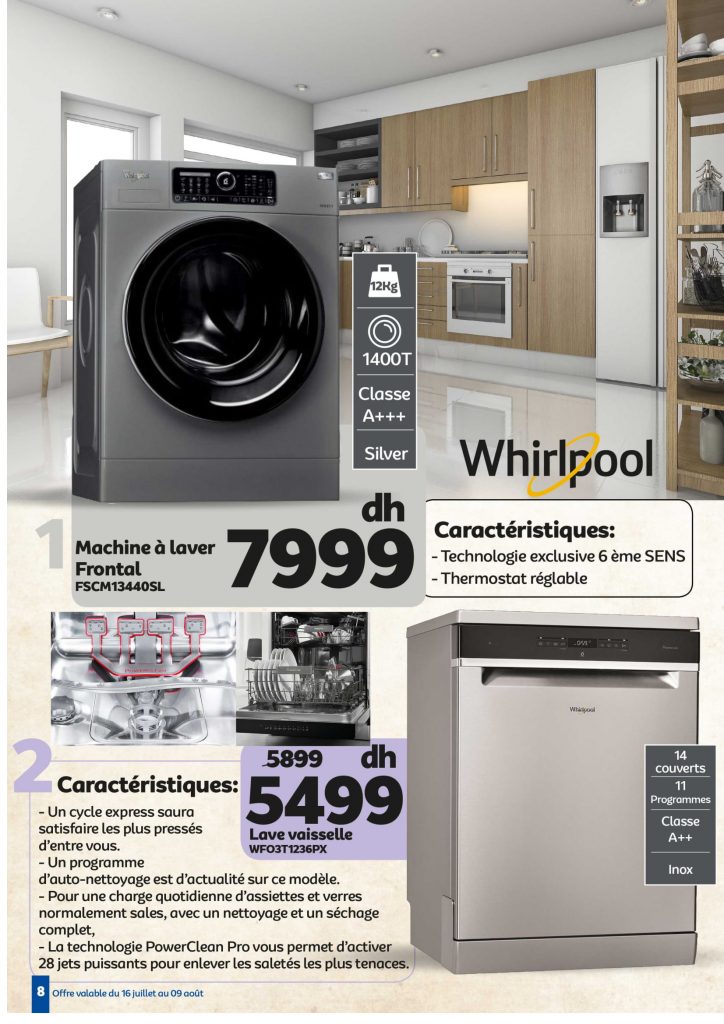 Whirlpool
12Kg
1400T
Classe
A+++
Silver
Whirlpool
1
Machine à laver
Frontal
FSCM13440SL
dh
7999
Caractéristiques:
- Technologie exclusive 6 ème SENS
- Thermostat réglable
2
Caractéristiques:
5899 dh
5499
Lave vaisselle
WFO3T1236PX
- Un cycle express saura
satisfaire les plus pressés
d'entre vous.
- Un programme
d'auto-nettoyage est d'actualité sur ce modèle.
- Pour une charge quotidienne d'assiettes et verres
normalement sales, avec un nettoyage et un séchage
complet,
- La technologie PowerClean Pro vous permet d'activer
28 jets puissants pour enlever les saletés les plus tenaces.
Whirlpool
14
couverts
11
Programmes
Classe
A++
Inox
8 Offre valable du 16 juillet au 09 août